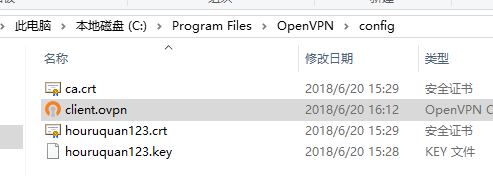 此电脑 > 本地磁盘 (C:) > Program Files > OpenVPN > config
名称 修改日期 类型
ca.crt 2018/6/20 15:29 安全证书
client.ovpn 2018/6/20 16:12 OpenVPN C
houruquan123.crt 2018/6/20 15:29 安全证书
houruquan123.key 2018/6/20 15:28 KEY 文件